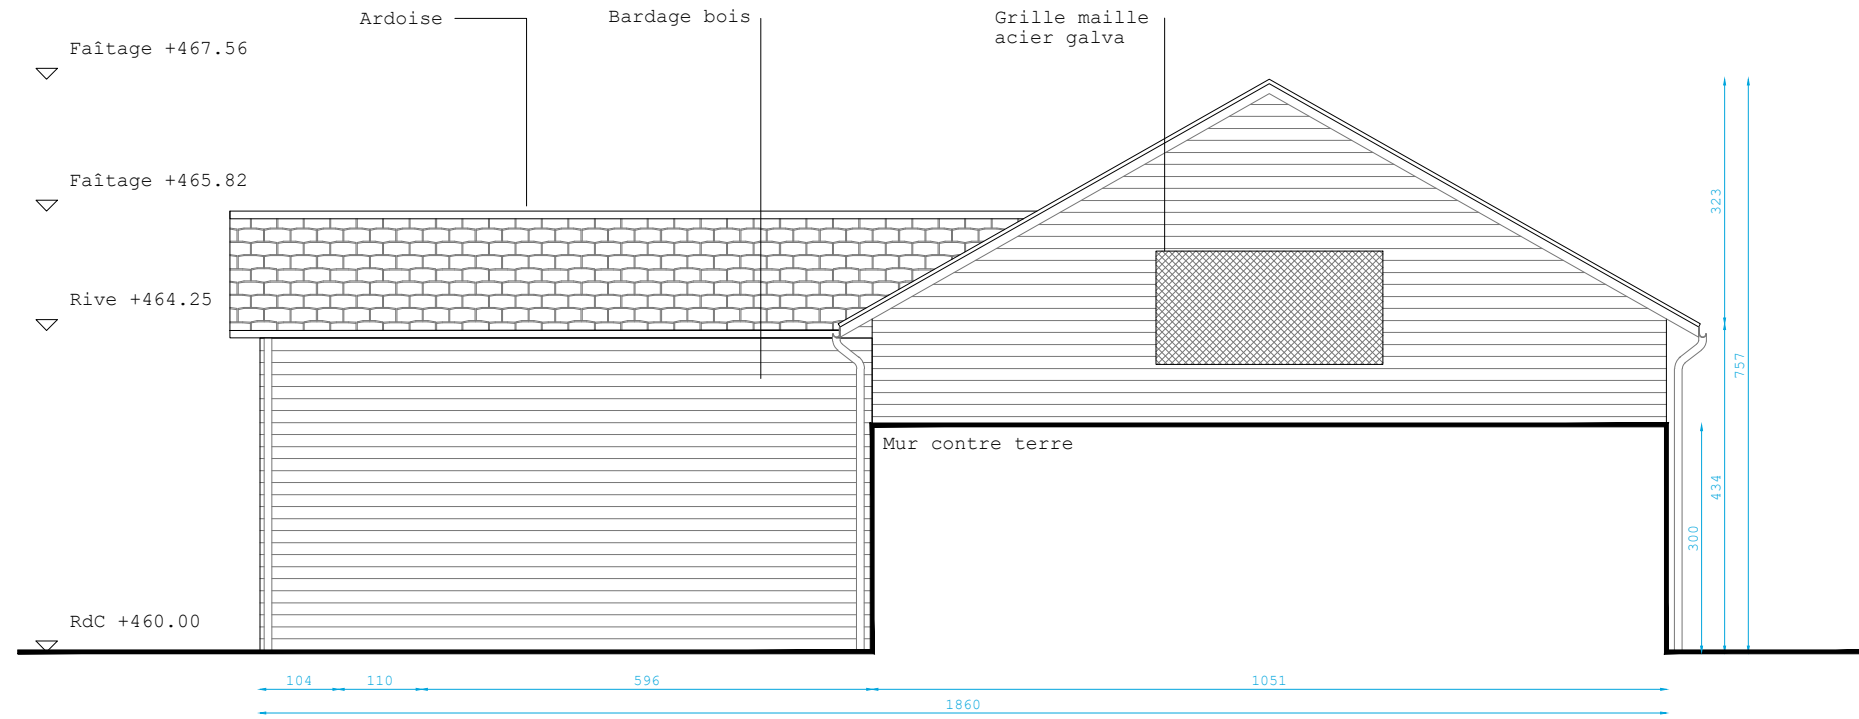 Ardoise
Bardage bois
Grille maille
acier galva
Faîtage +467.56
Faîtage +465.82
323
Rive +464.25
757
Mur contre terre
434
300
RdC +460.00
104
110
596
1051
1860